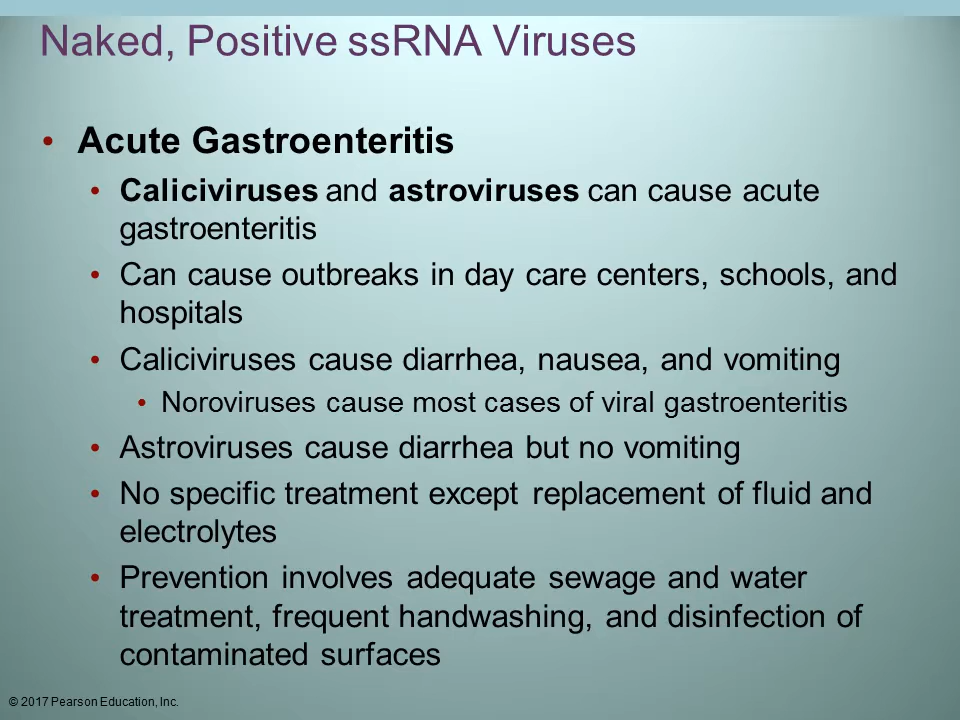 Naked, Positive ssRNA Viruses
• Acute Gastroenteritis
• Caliciviruses and astroviruses can cause acute
gastroenteritis
• Can cause outbreaks in day care centers, schools, and
hospitals
• Caliciviruses cause diarrhea, nausea, and vomiting
• Noroviruses cause most cases of viral gastroenteritis
• Astroviruses cause diarrhea but no vomiting
• No specific treatment except replacement of fluid and
electrolytes
• Prevention involves adequate sewage and water
treatment, frequent handwashing, and disinfection of
contaminated surfaces
© 2017 Pearson Education, Inc.